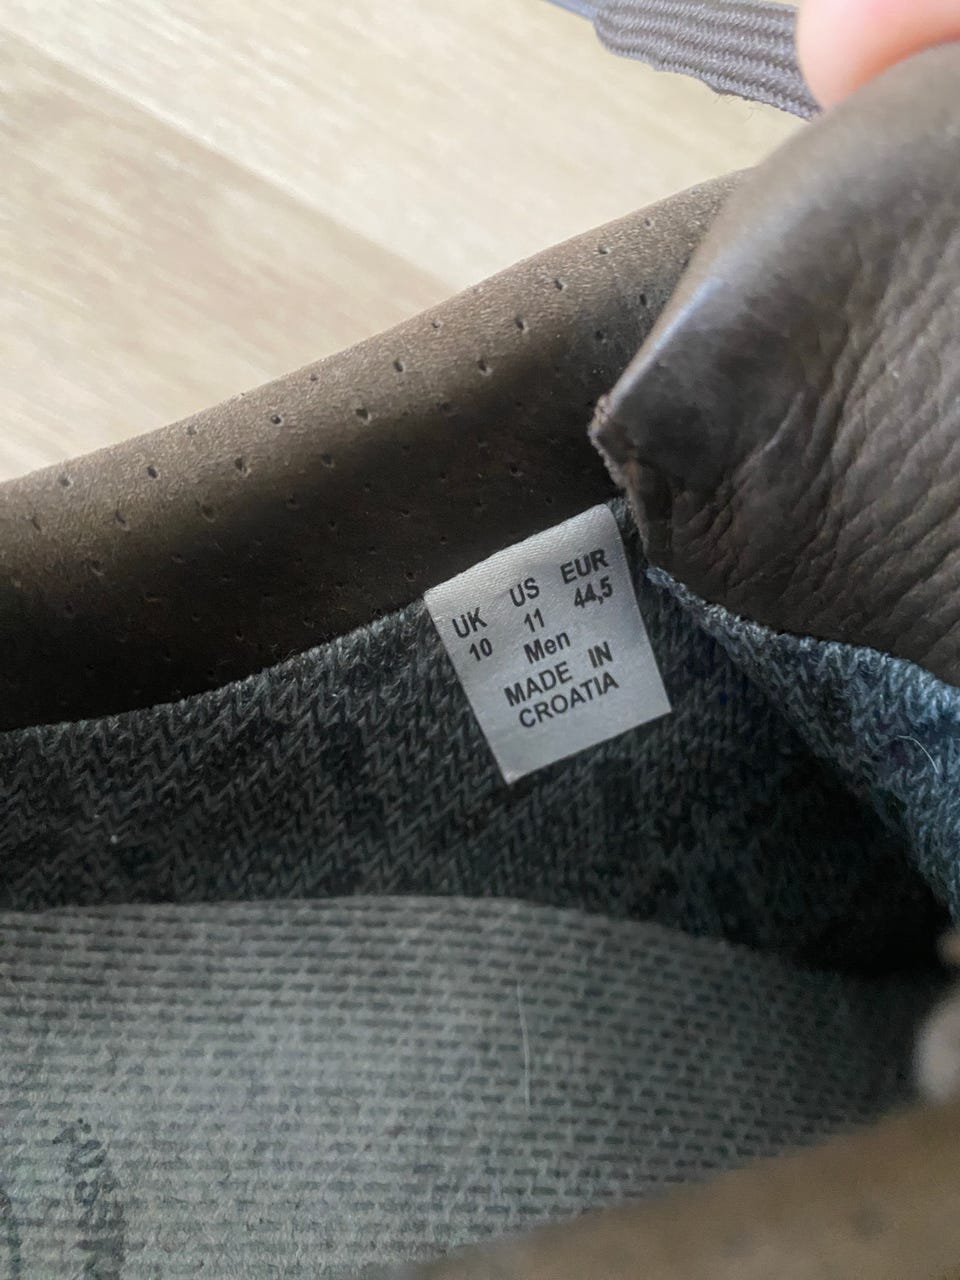 UK US EUR
10 11 44,5
Men
MADE IN
CROATIA